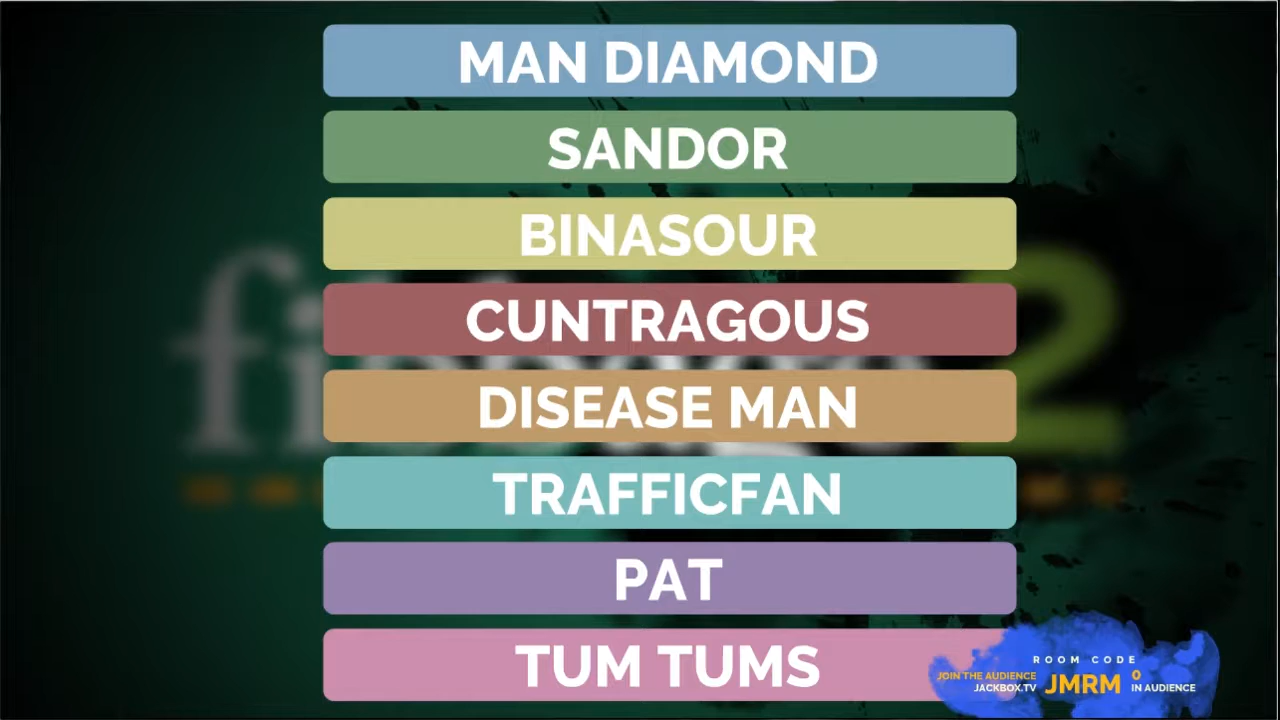 MAN DIAMOND
SANDOR
BINASOUR
CUNTRAGOUS
DISEASE MAN
TRAFFICFAN
PAT
TUM TUMS
ROOM CODE
JOIN THE AUDIENCE
JACKBOX.TV
JMRM
0
IN AUDIENCE
2